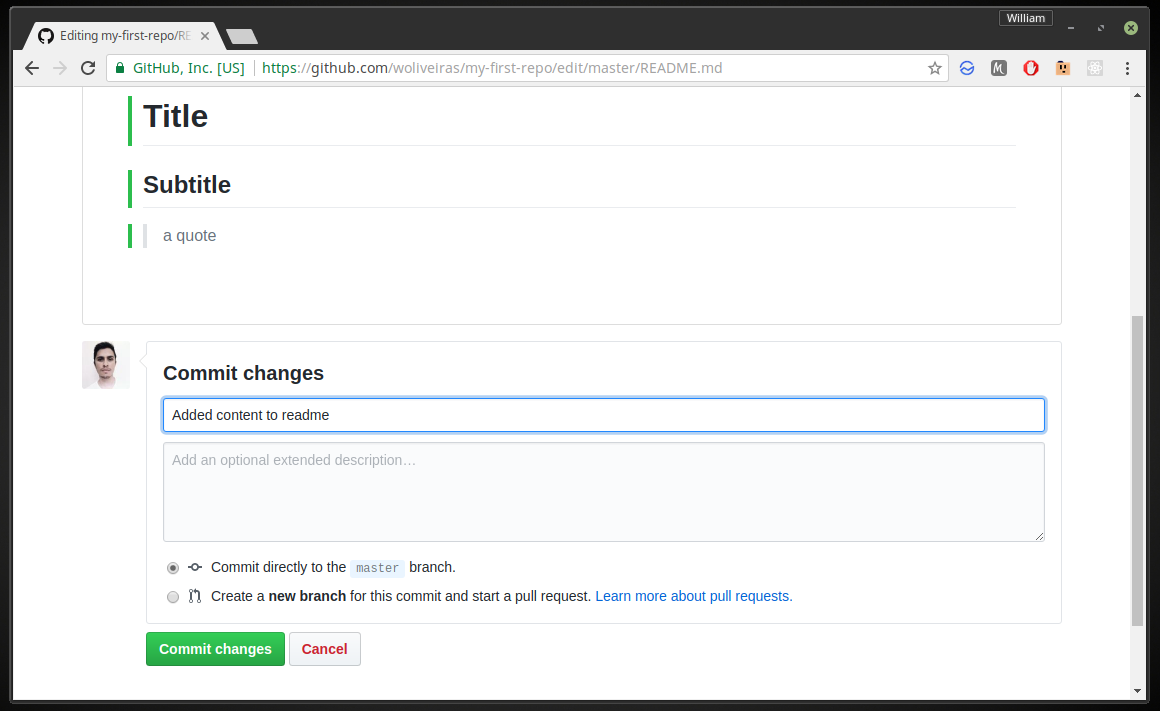 William
Editing my-first-repo/RE
GitHub, Inc. [US] https://github.com/woliveiras/my-first-repo/edit/master/README.md
Title
Subtitle
a quote
Commit changes
Added content to readme
Add an optional extended description…
Commit directly to the master branch.
Create a new branch for this commit and start a pull request. Learn more about pull requests.
Commit changes Cancel